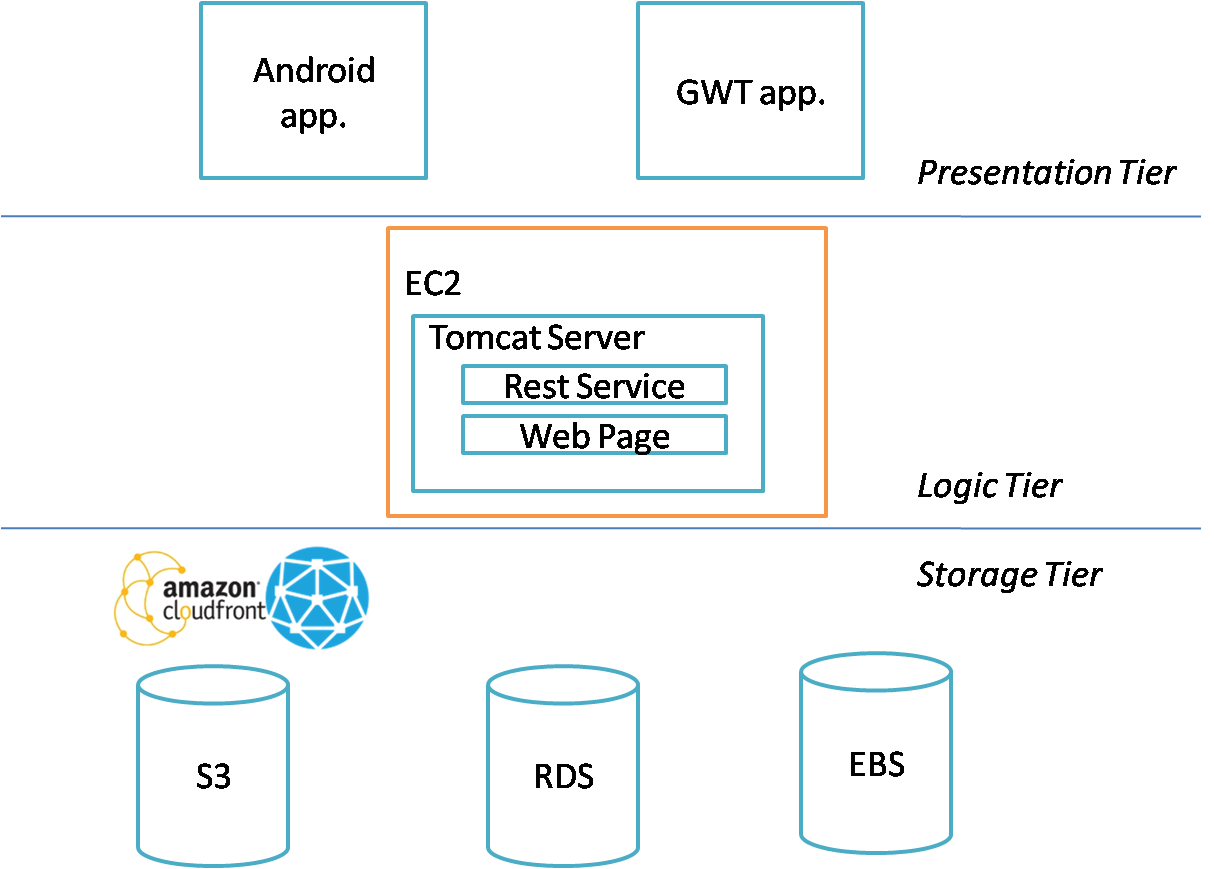 Android
app.
GWT app.
Presentation Tier
EC2
Tomcat Server
Rest Service
Web Page
Logic Tier
Storage Tier
amazon
cloudfront
S3
RDS
EBS